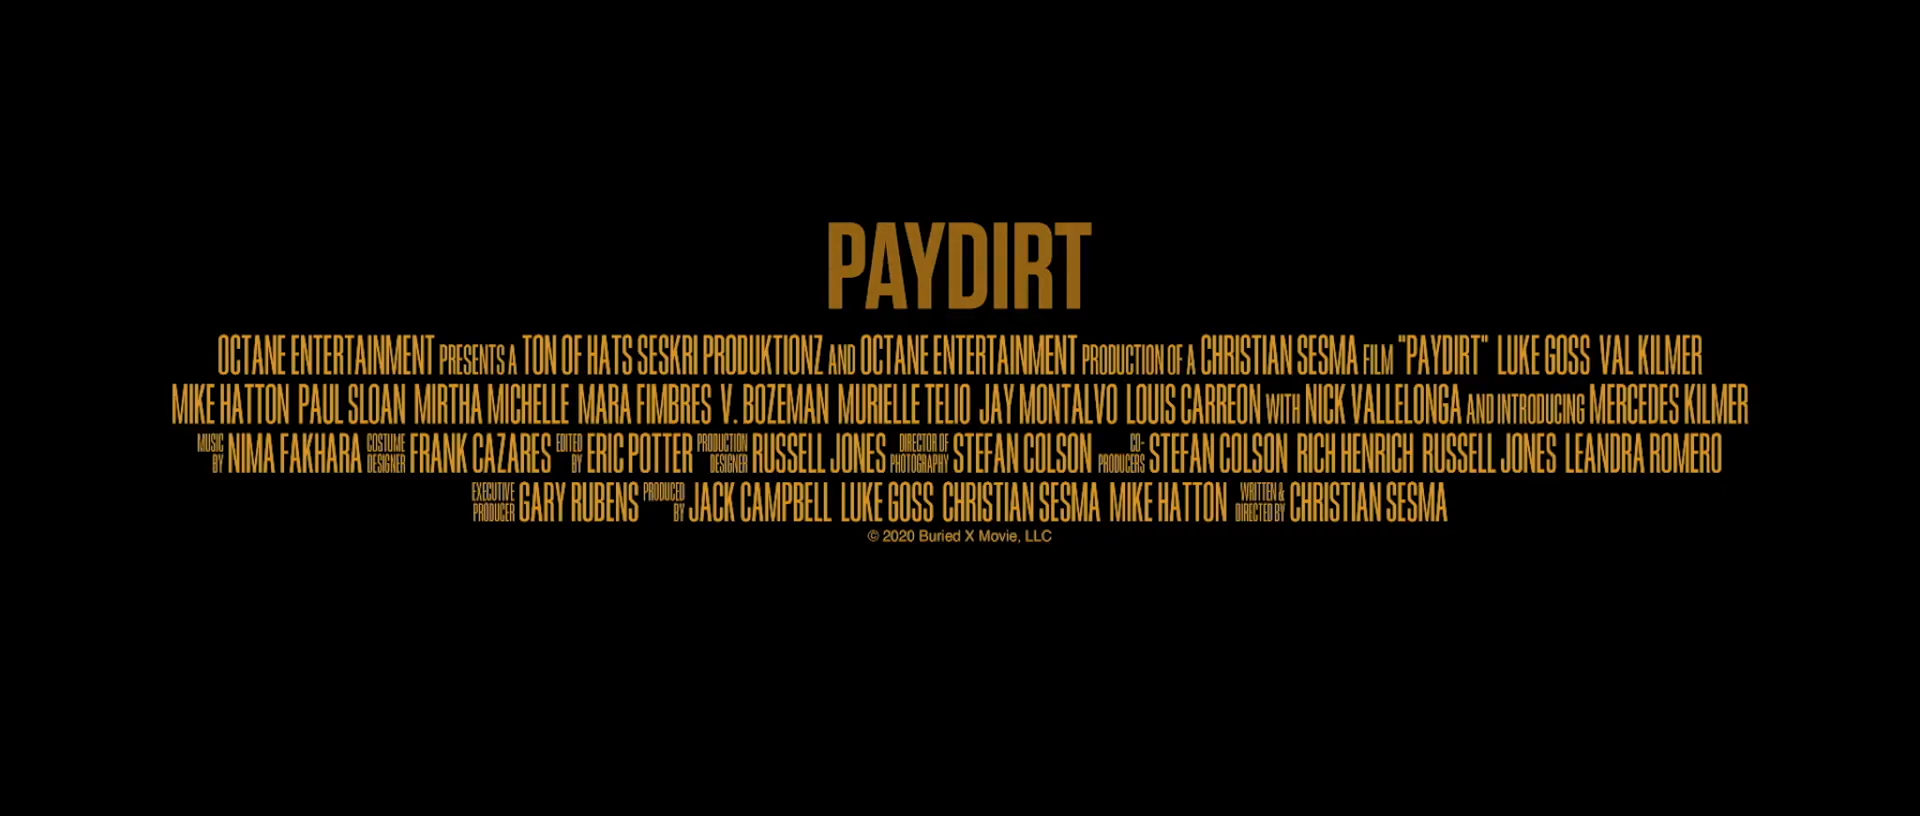 PAYDIRT
OCTANE ENTERTAINMENT PRESENTS A TON OF HATS SESKRI PRODUKTIONZ AND OCTANE ENTERTAINMENT PRODUCTION OF A CHRISTIAN SESMA FILM "PAYDIRT" LUKE GOSS VAL KILMER
MIKE HATTON PAUL SLOAN MIRTHA MICHELLE MARA FIMBRES V. BOZEMAN MURIELLE TELIO JAY MONTALVO LOUIS CARREON WITH NICK VALLELONGA AND INTRODUCING MERCEDES KILMER
MUSIC BY NIMA FAKHARA COSTUME DESIGNER FRANK CAZARES EDITED BY ERIC POTTER PRODUCTION DESIGNER RUSSELL JONES DIRECTOR OF PHOTOGRAPHY STEFAN COLSON CO-PRODUCERS STEFAN COLSON RICH HENRICH RUSSELL JONES LEANDRA ROMERO
EXECUTIVE PRODUCER GARY RUBENS PRODUCED BY JACK CAMPBELL LUKE GOSS CHRISTIAN SESMA MIKE HATTON WRITTEN & DIRECTED BY CHRISTIAN SESMA
© 2020 Buried X Movie, LLC